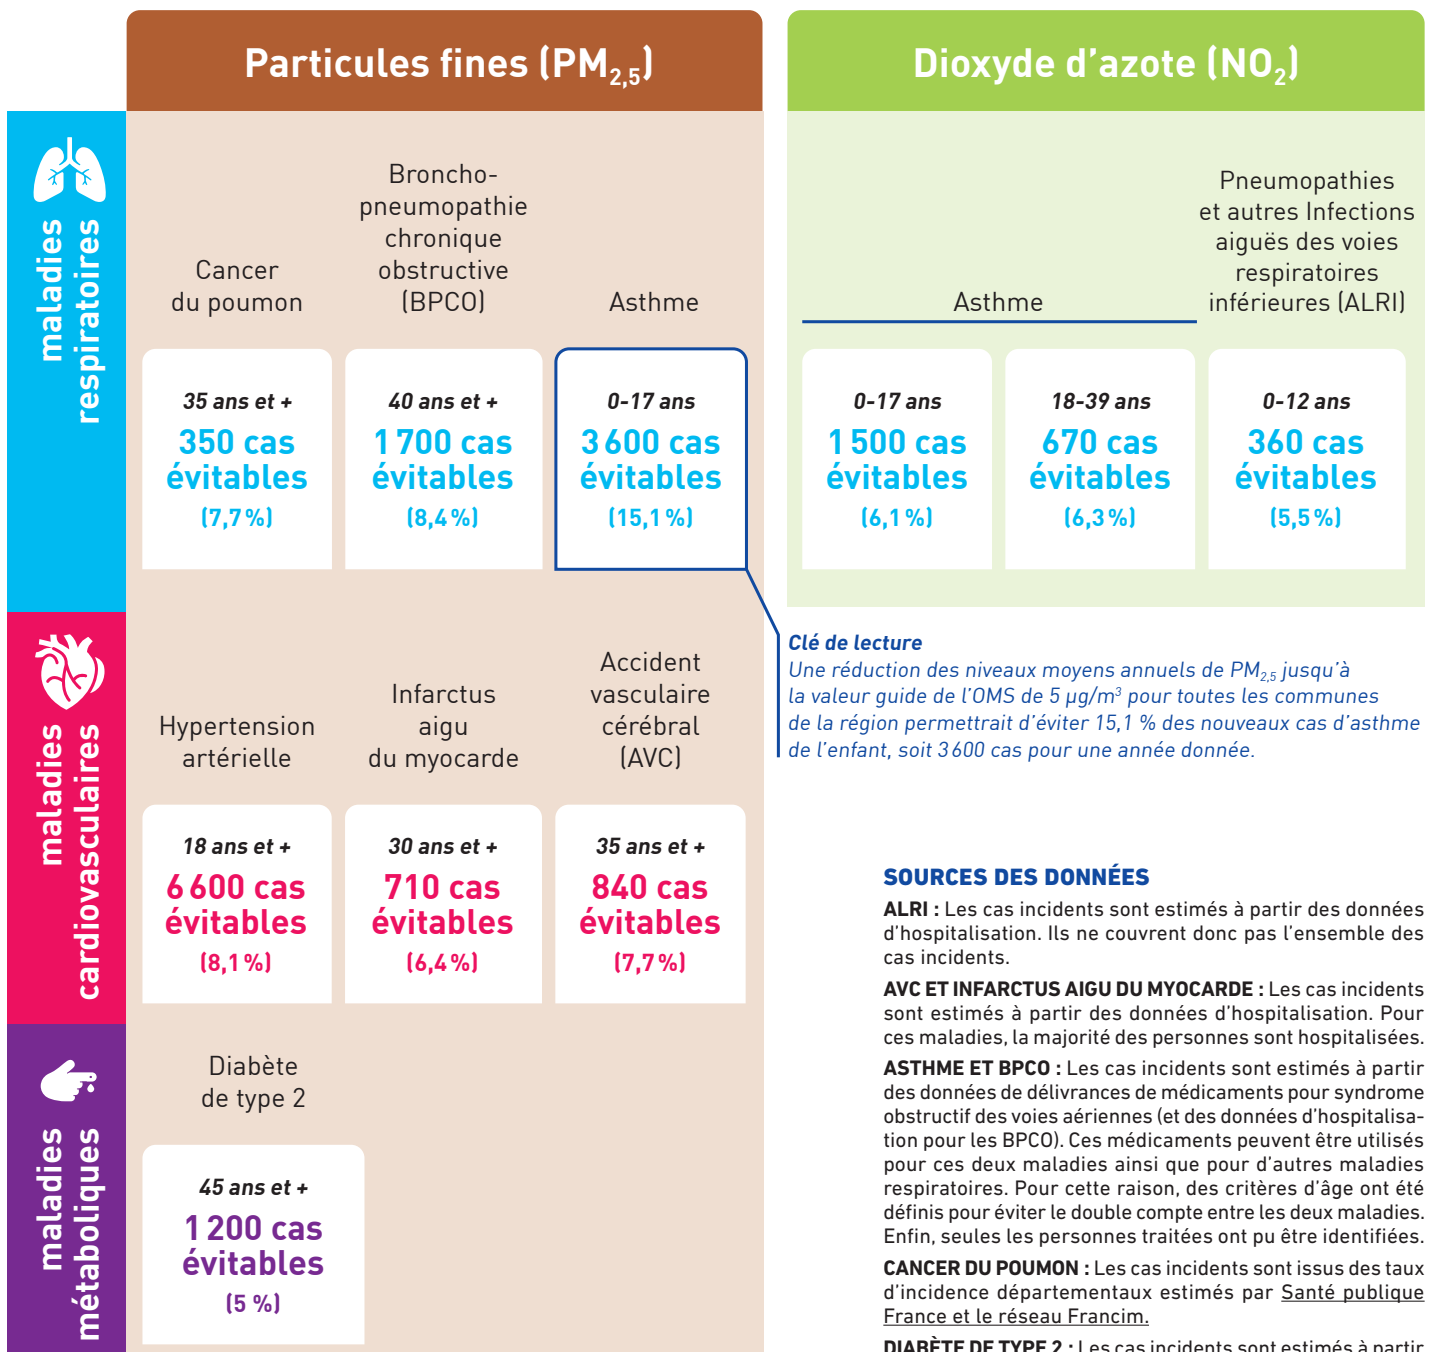 Particules fines (PM2,5)
Dioxyde d'azote (NO2)
maladies
respiratoires
Cancer
du poumon
Broncho-
pneumopathie
chronique
obstructive
(BPCO)
Asthme
Asthme
Pneumopathies
et autres Infections
aiguës des voies
respiratoires
inférieures (ALRI)
35 ans et +
350 cas
évitables
(7,7 %)
40 ans et +
1 700 cas
évitables
(8,4 %)
0-17 ans
3 600 cas
évitables
(15,1 %)
0-17 ans
1 500 cas
évitables
(6,1 %)
18-39 ans
670 cas
évitables
(6,3 %)
0-12 ans
360 cas
évitables
(5,5 %)
Clé de lecture
Une réduction des niveaux moyens annuels de PM2,5 jusqu'à
la valeur guide de l'OMS de 5 µg/m³ pour toutes les communes
de la région permettrait d'éviter 15,1 % des nouveaux cas d'asthme
de l'enfant, soit 3 600 cas pour une année donnée.
maladies
cardiovasculaires
Hypertension
artérielle
Infarctus
aigu
du myocarde
Accident
vasculaire
cérébral
(AVC)
18 ans et +
6 600 cas
évitables
(8,1 %)
30 ans et +
710 cas
évitables
(6,4 %)
35 ans et +
840 cas
évitables
(7,7 %)
maladies
métaboliques
Diabète
de type 2
45 ans et +
1 200 cas
évitables
(5 %)
SOURCES DES DONNÉES
ALRI : Les cas incidents sont estimés à partir des données
d'hospitalisation. Ils ne couvrent donc pas l'ensemble des
cas incidents.
AVC ET INFARCTUS AIGU DU MYOCARDE : Les cas incidents
sont estimés à partir des données d'hospitalisation. Pour
ces maladies, la majorité des personnes sont hospitalisées.
ASTHME ET BPCO : Les cas incidents sont estimés à partir
des données de délivrances de médicaments pour syndrome
obstructif des voies aériennes (et des données d'hospitalisa-
tion pour les BPCO). Ces médicaments peuvent être utilisés
pour ces deux maladies ainsi que pour d'autres maladies
respiratoires. Pour cette raison, des critères d'âge ont été
définis pour éviter le double compte entre les deux maladies.
Enfin, seules les personnes traitées ont pu être identifiées.
CANCER DU POUMON : Les cas incidents sont issus des taux
d'incidence départementaux estimés par Santé publique
France et le réseau Francim.
DIABÈTE DE TYPE 2 : Les cas incidents sont estimés à partir